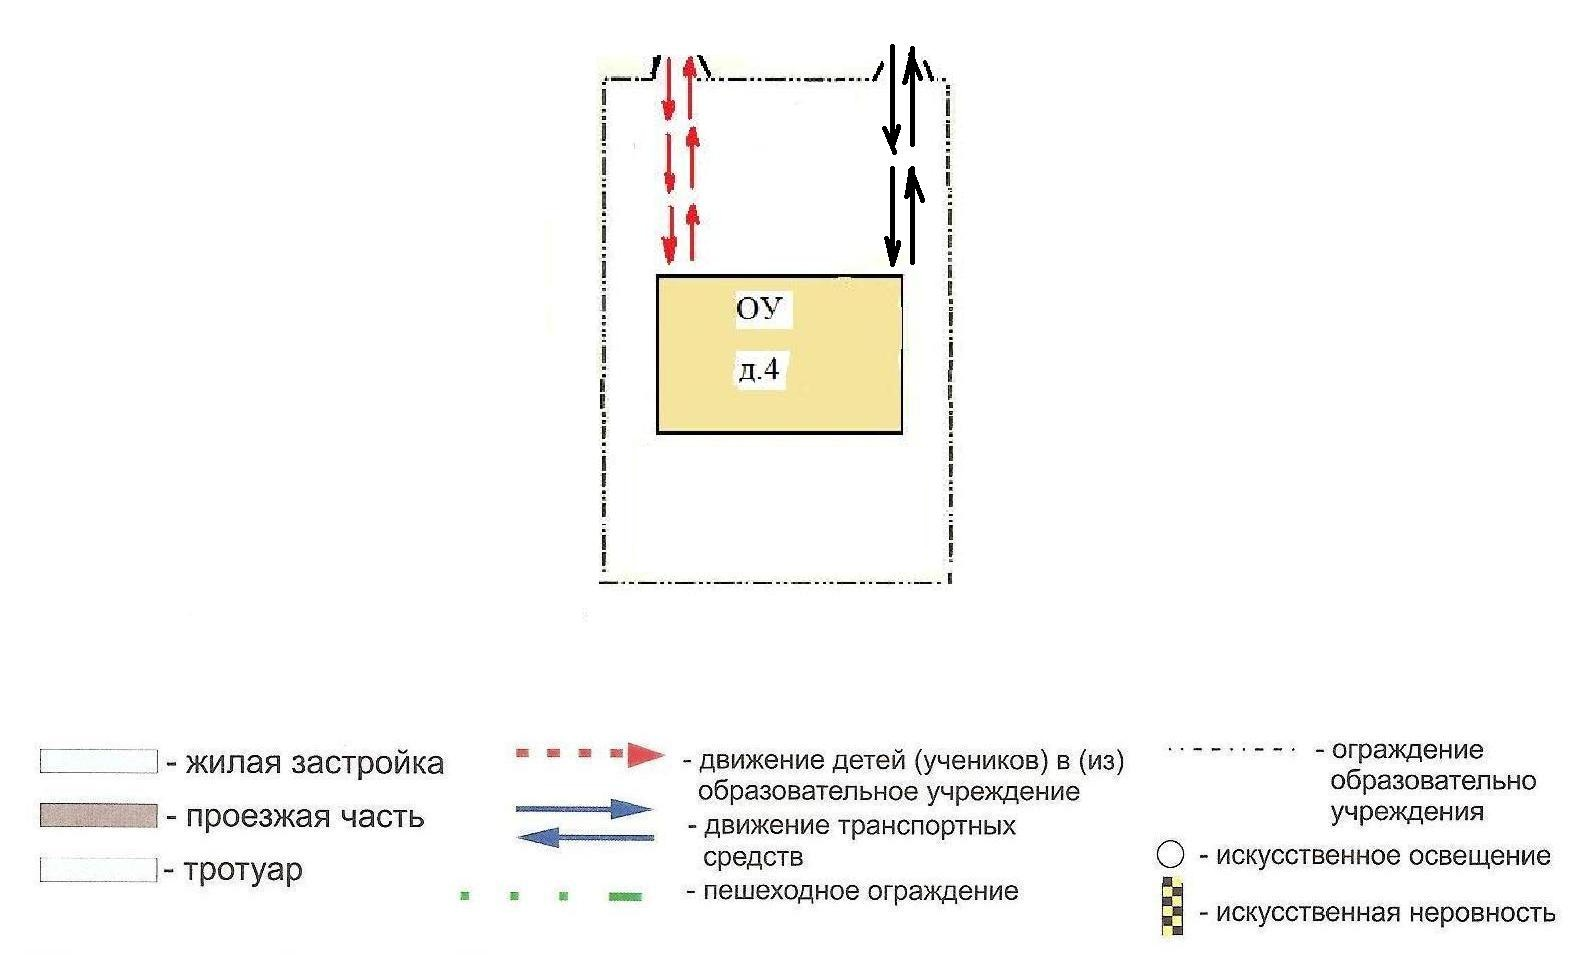 ОУ
д.4
- жилая застройка
- проезжая часть
- тротуар
- движение детей (учеников) в (из)
образовательное учреждение
- движение транспортных
средств
- пешеходное ограждение
- ограждение
образовательно
учреждения
- искусственное освещение
- искусственная неровность